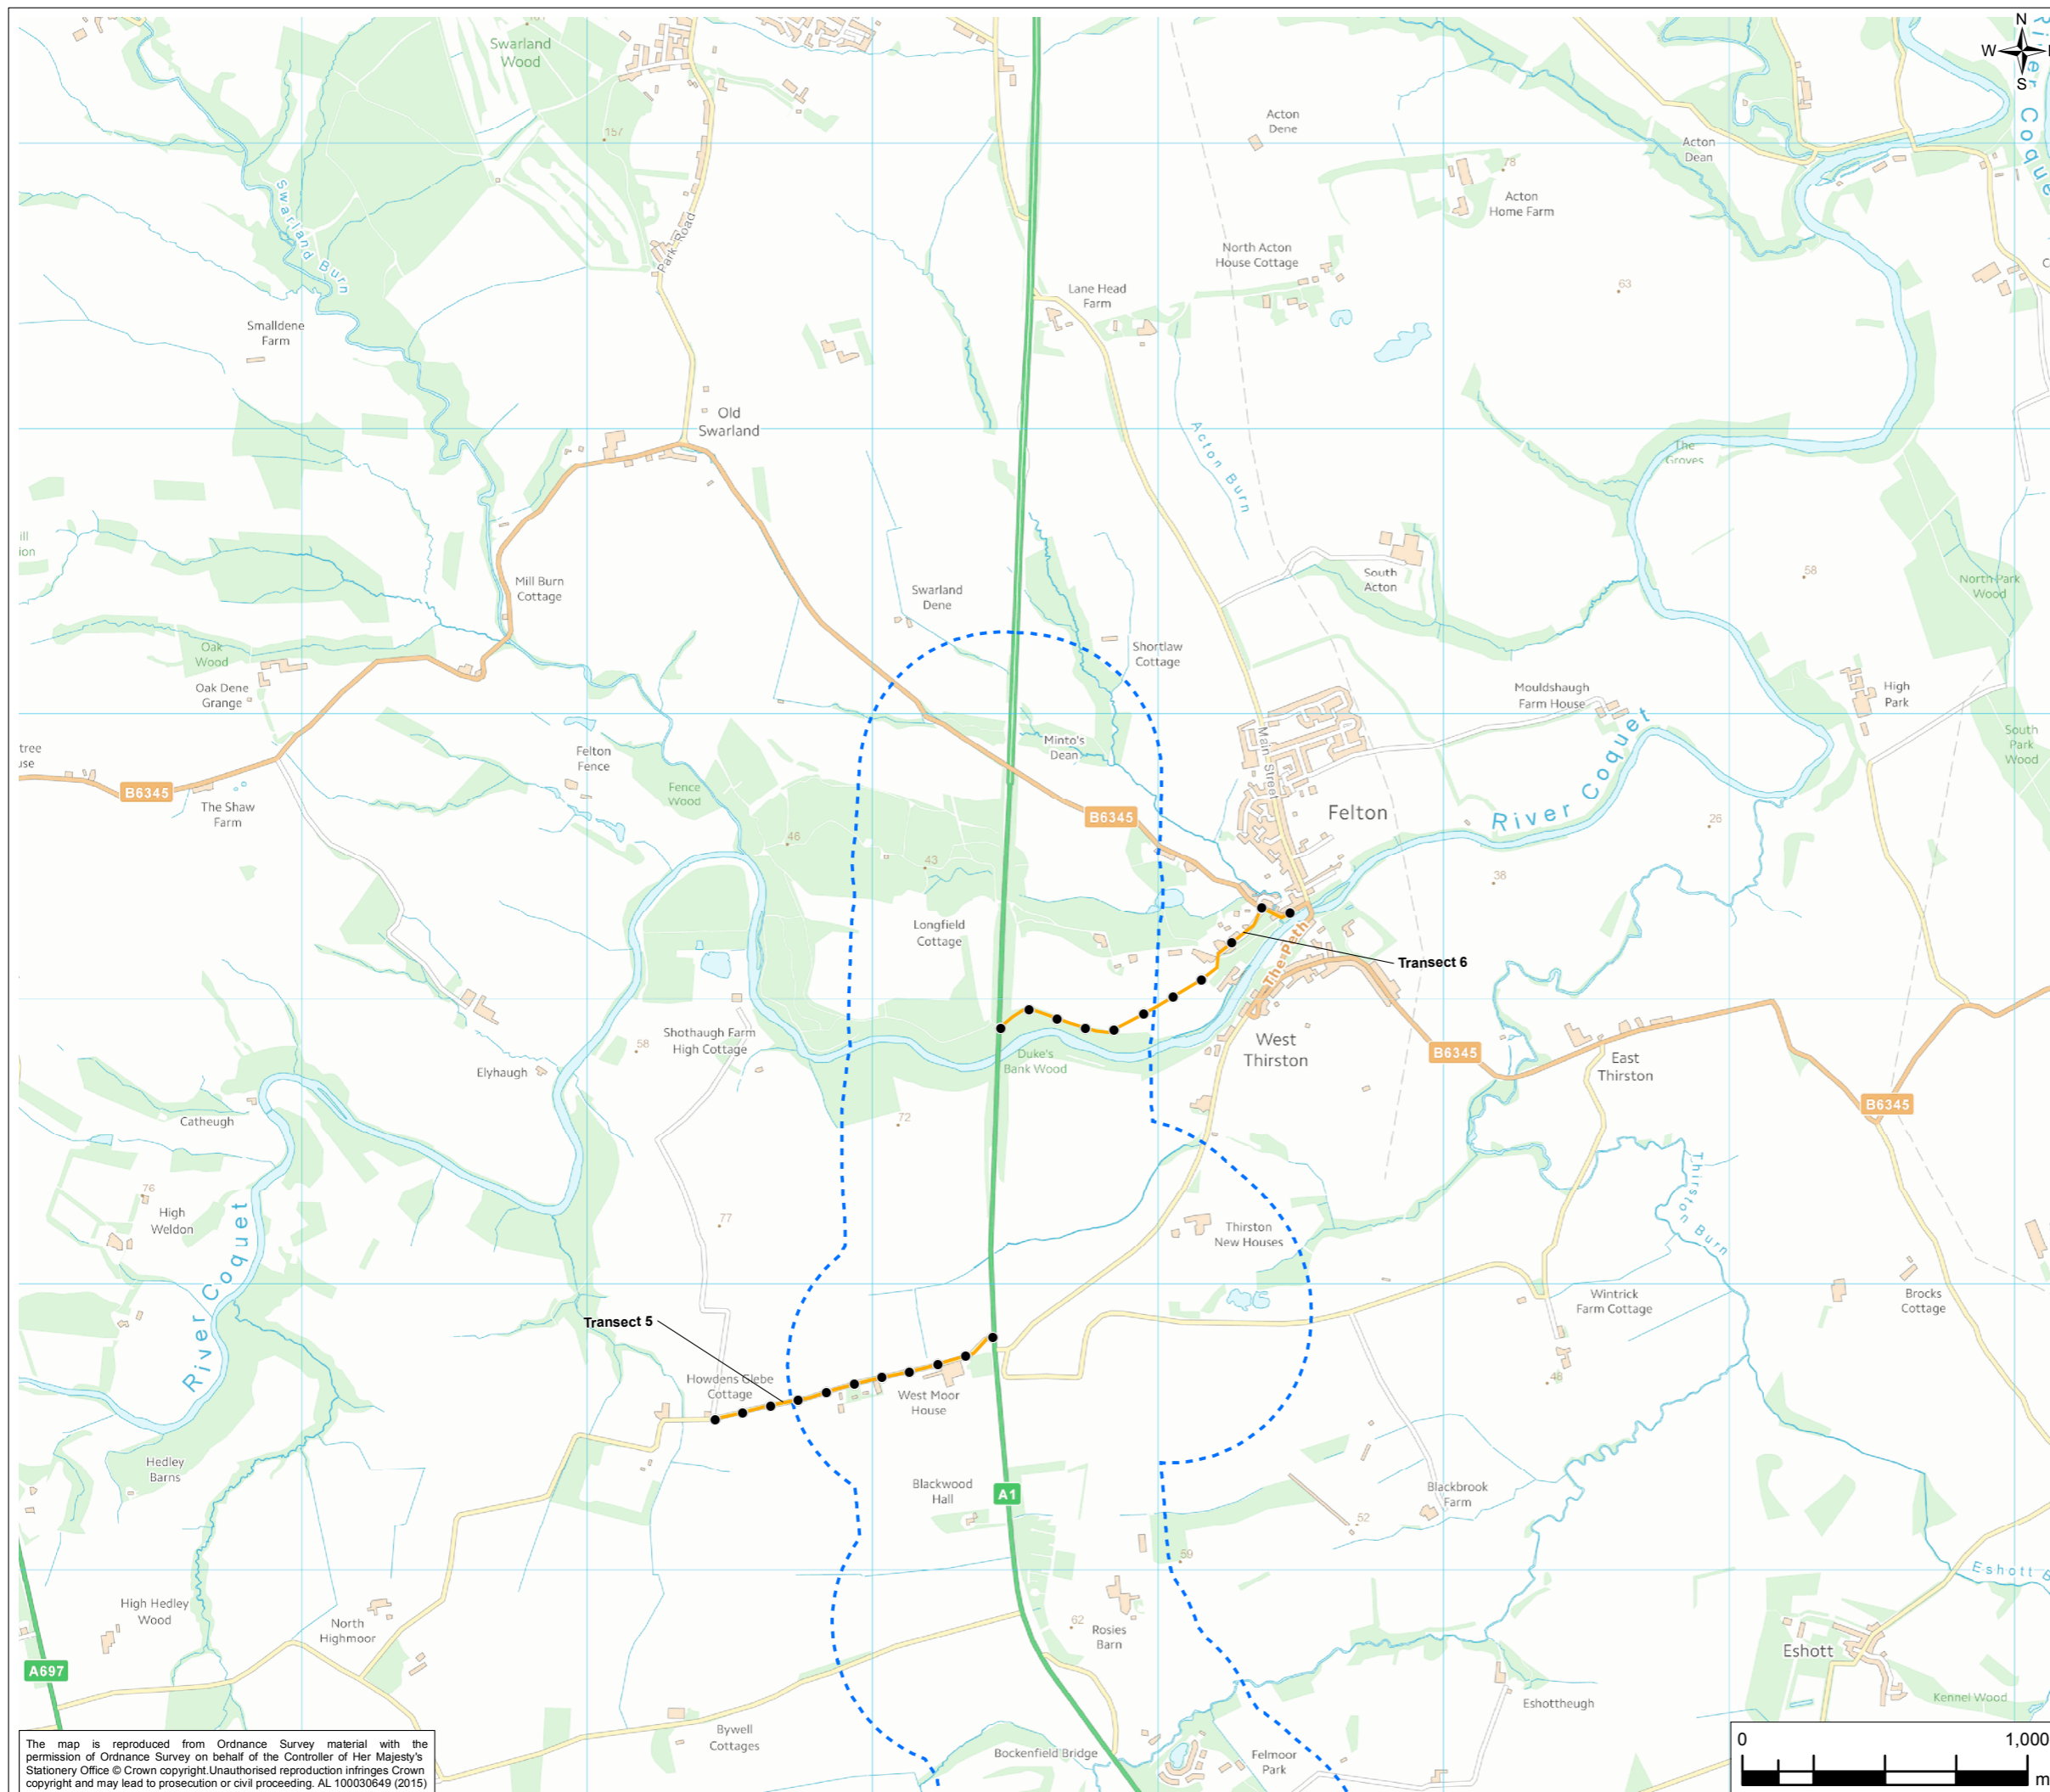 Swarland
Wood
N
W
S
River Coque
157
Acton
Dene
Acton
Dean
78
Acton
Home Farm
Swarland Burn
Park Road
North Acton
House Cottage
Lane Head
Farm
63
Smalldene
Farm
Old
Swarland
Acton Burn
The
Groves
ill
ion
Mill Burn
Cottage
Swarland
Dene
South
Acton
58
North Park
Wood
Oak
Wood
Oak Dene
Grange
Shortlaw
Cottage
Mouldshaugh
Farm House
High
Park
tree
use
Felton
Fence
Minto's
Dean
Main Street
South
Park
Wood
B6345
The Shaw
Farm
Fence
Wood
B6345
Felton
River Coquet
26
46
43
38
Longfield
Cottage
The Peth
Transect 6
Shothaugh Farm
High Cottage
58
Elyhaugh
Duke's
Bank Wood
West
Thirston
B6345
East
Thirston
B6345
Catheugh
72
76
High
Weldon
77
Thirston
New Houses
Thirston Burn
River Coquet
Wintrick
Farm Cottage
Brocks
Cottage
Transect 5
Howdens Glebe
Cottage
West Moor
House
48
Hedley
Barns
Blackwood
Hall
A1
Blackbrook
Farm
52
59
Eshott
High Hedley
Wood
North
Highmoor
62
Rosies
Barn
Eshott
A697
Eshottheugh
Kennel Wood
Bywell
Cottages
Bockenfield Bridge
Felmoor
Park
The map is reproduced from Ordnance Survey material with the
permission of Ordnance Survey on behalf of the Controller of Her Majesty's
Stationery Office © Crown copyright.Unauthorised reproduction infringes Crown
copyright and may lead to prosecution or civil proceeding. AL 100030649 (2015)
0 1,000
m